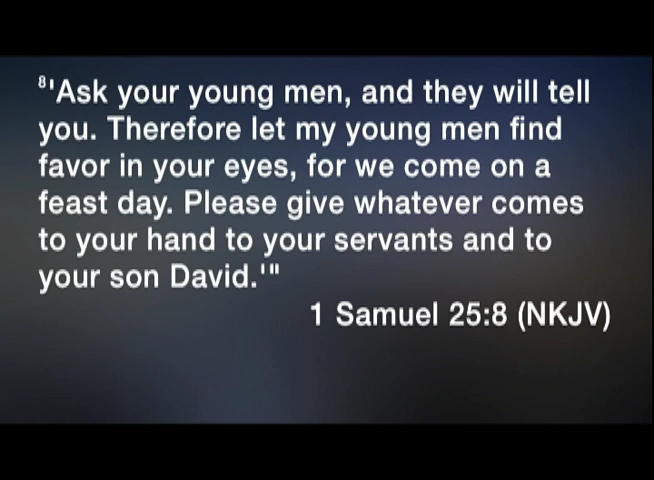 ⁸'Ask your young men, and they will tell
you. Therefore let my young men find
favor in your eyes, for we come on a
feast day. Please give whatever comes
to your hand to your servants and to
your son David.'"
1 Samuel 25:8 (NKJV)